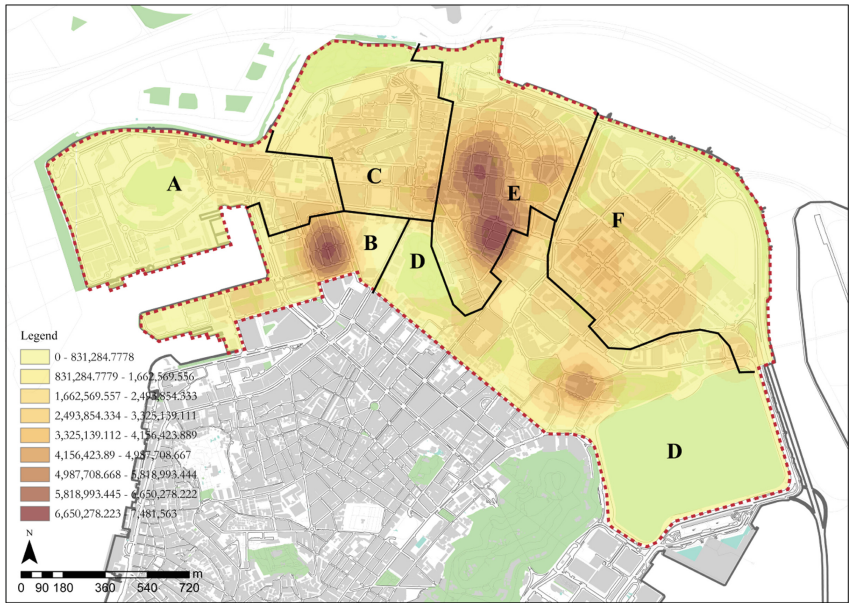 A
C
E
F
B
D
D
Legend
0 - 831,284.7778
831,284.7779 - 1,662,569.556
1,662,569.557 - 2,493,854.333
2,493,854.334 - 3,325,139.111
3,325,139.112 - 4,156,423.889
4,156,423.89 - 4,987,708.667
4,987,708.668 - 5,818,993.444
5,818,993.445 - 6,650,278.222
6,650,278.223 - 7,481,563
N
0 90 180 360 540 720 m